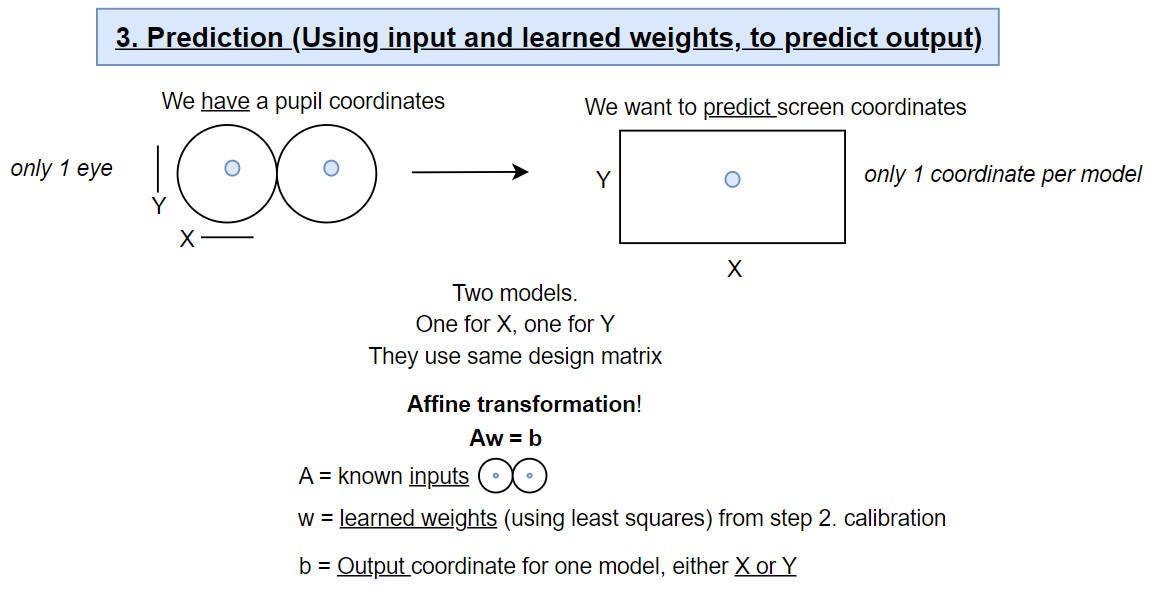 3. Prediction (Using input and learned weights, to predict output)
We have a pupil coordinates
We want to predict screen coordinates
only 1 eye
Y
X
Y
only 1 coordinate per model
X
Two models.
One for X, one for Y
They use same design matrix
Affine transformation!
Aw = b
A = known inputs
w = learned weights (using least squares) from step 2. calibration
b = Output coordinate for one model, either X or Y